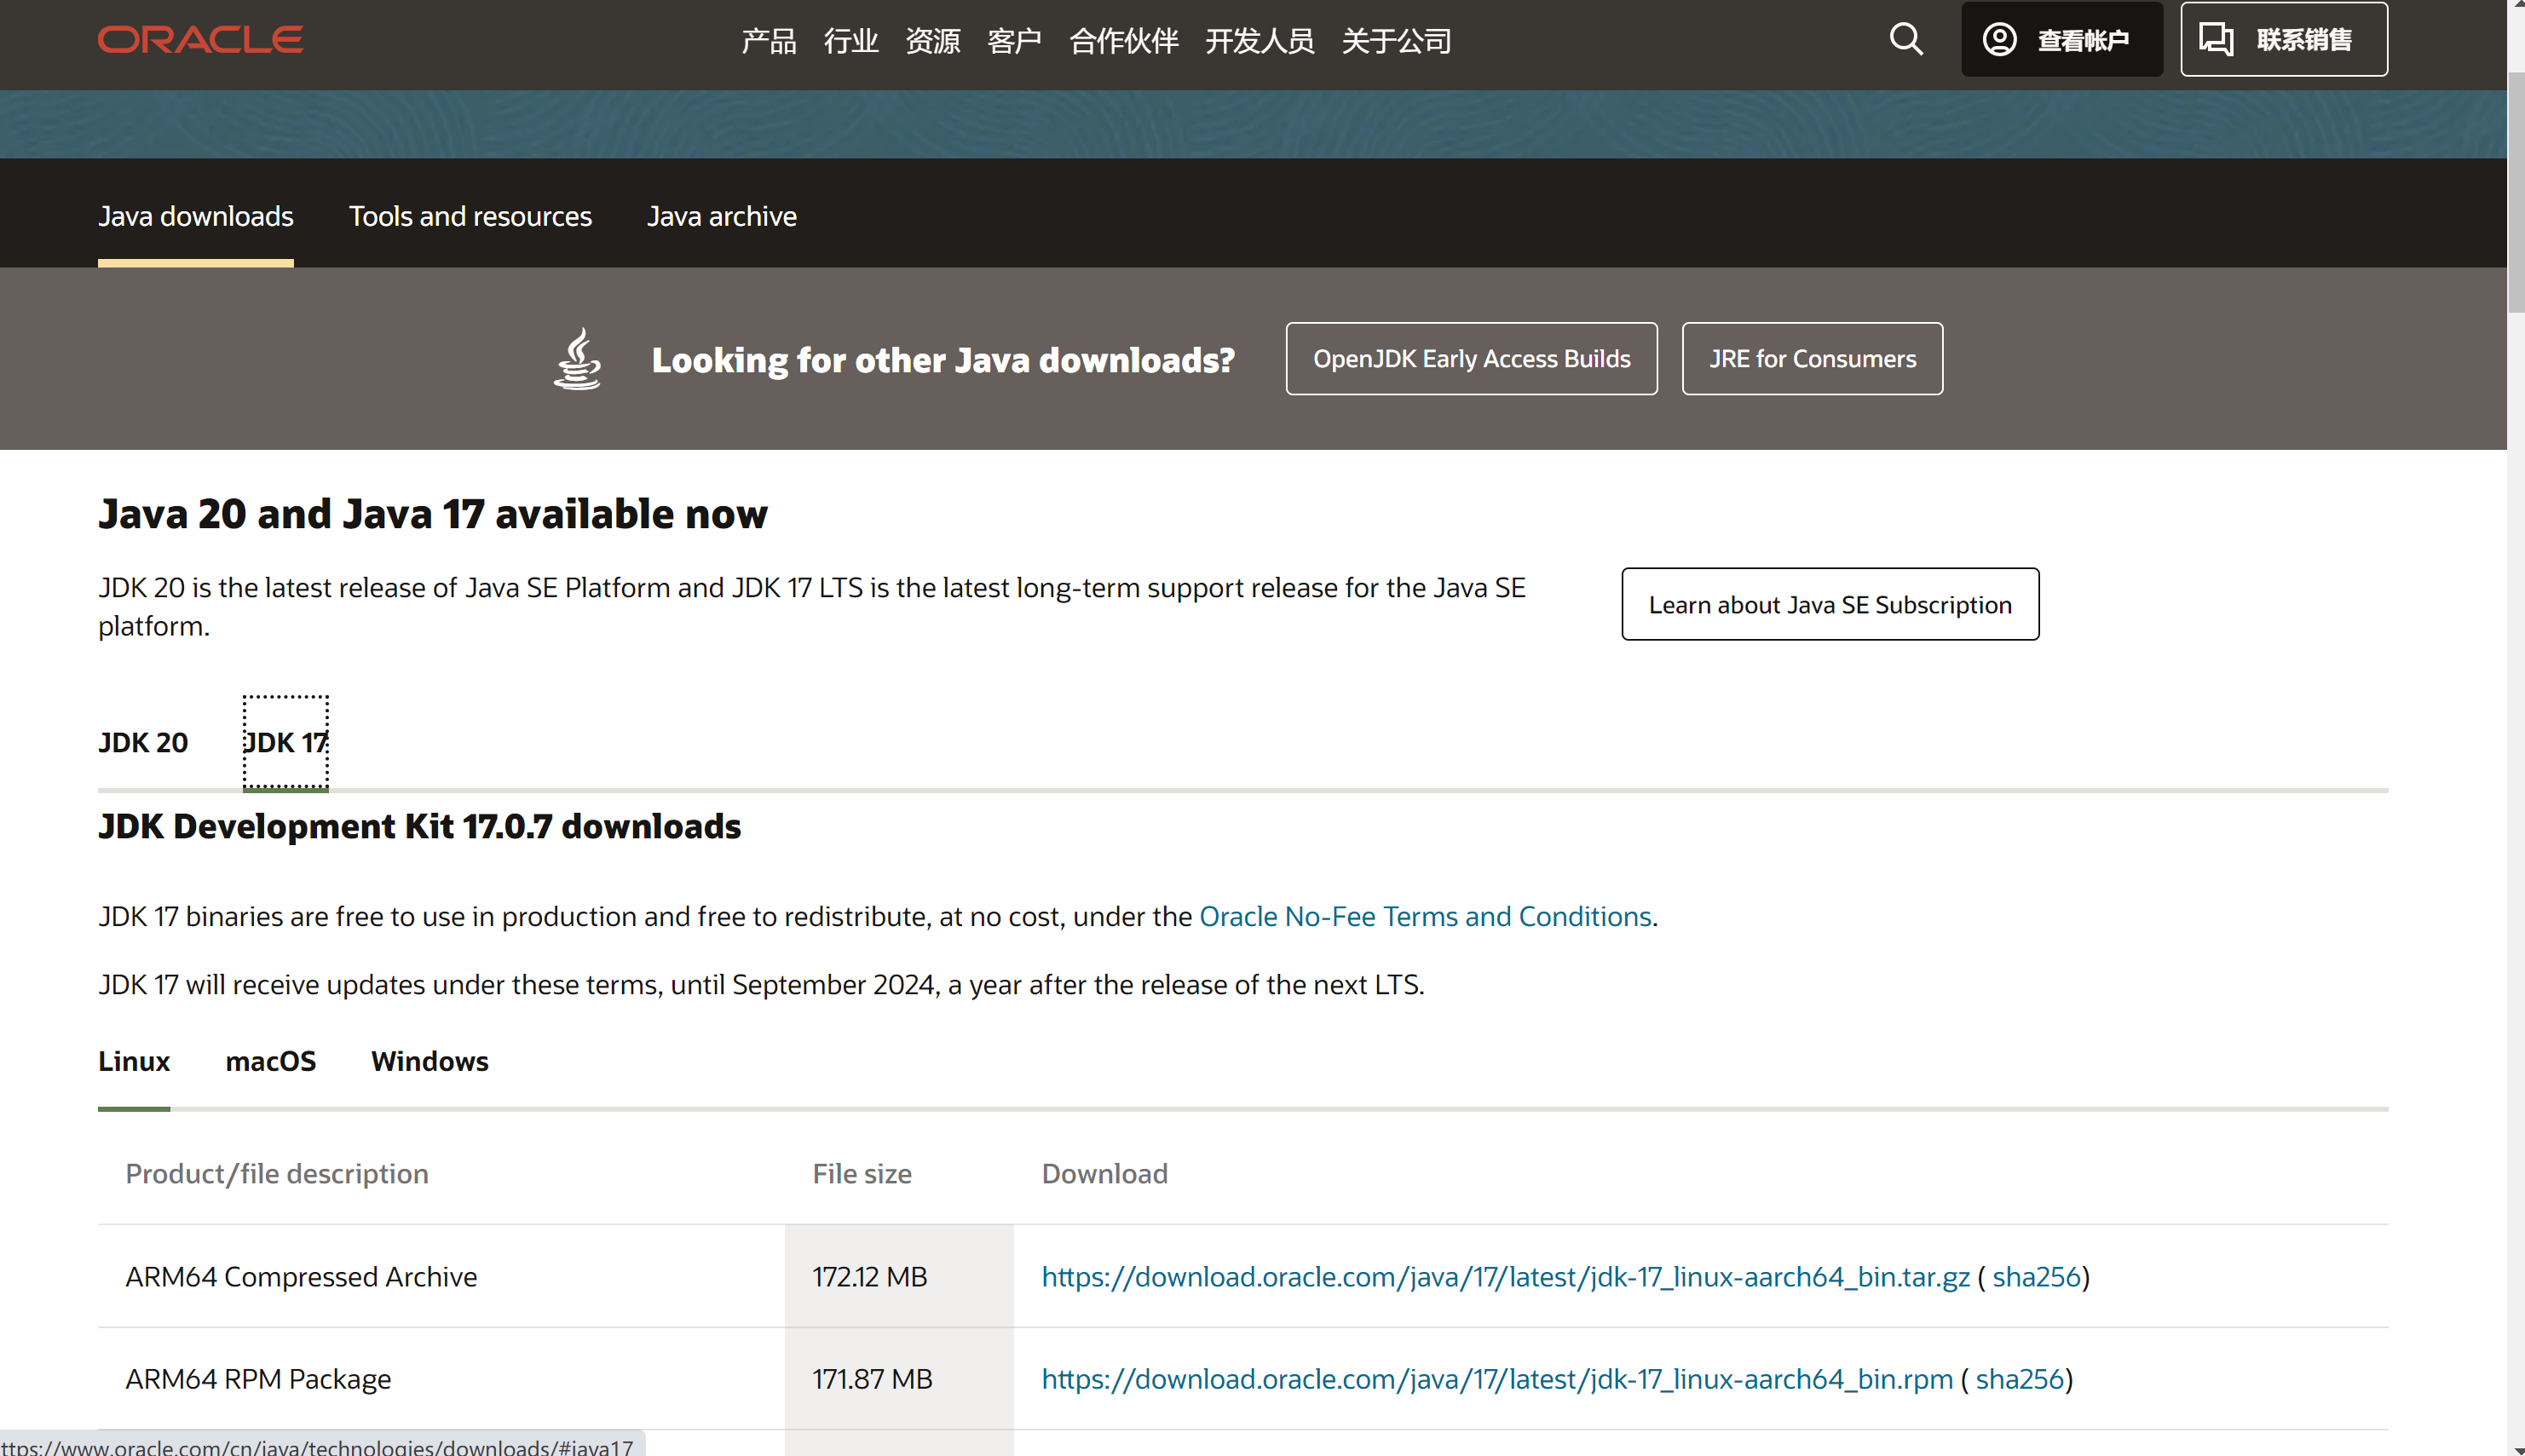 ORACLE
产品 行业 资源 客户 合作伙伴 开发人员 关于公司
查看帐户
联系销售
Java downloads Tools and resources Java archive
Looking for other Java downloads? OpenJDK Early Access Builds JRE for Consumers
Java 20 and Java 17 available now
JDK 20 is the latest release of Java SE Platform and JDK 17 LTS is the latest long-term support release for the Java SE
platform.
Learn about Java SE Subscription
JDK 20 JDK 17
JDK Development Kit 17.0.7 downloads
JDK 17 binaries are free to use in production and free to redistribute, at no cost, under the Oracle No-Fee Terms and Conditions.
JDK 17 will receive updates under these terms, until September 2024, a year after the release of the next LTS.
Linux macOS Windows
Product/file description File size Download
ARM64 Compressed Archive 172.12 MB https://download.oracle.com/java/17/latest/jdk-17_linux-aarch64_bin.tar.gz ( sha256)
ARM64 RPM Package 171.87 MB https://download.oracle.com/java/17/latest/jdk-17_linux-aarch64_bin.rpm ( sha256)
ttps://www.oracle.com/cn/java/technologies/downloads/#java17